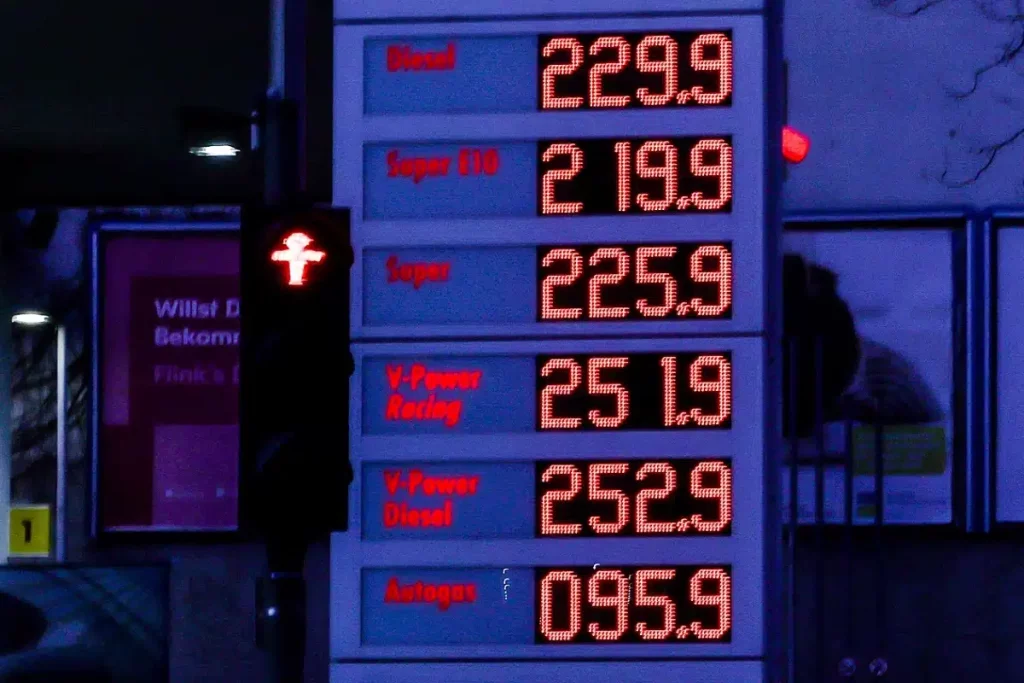 Diesel 229.9
Super E10 219.9
Super 225.9
V-Power
Racing 251.9
V-Power
Diesel 252.9
Autogas 095.9
Willst D
Bekomm
Flink's
1